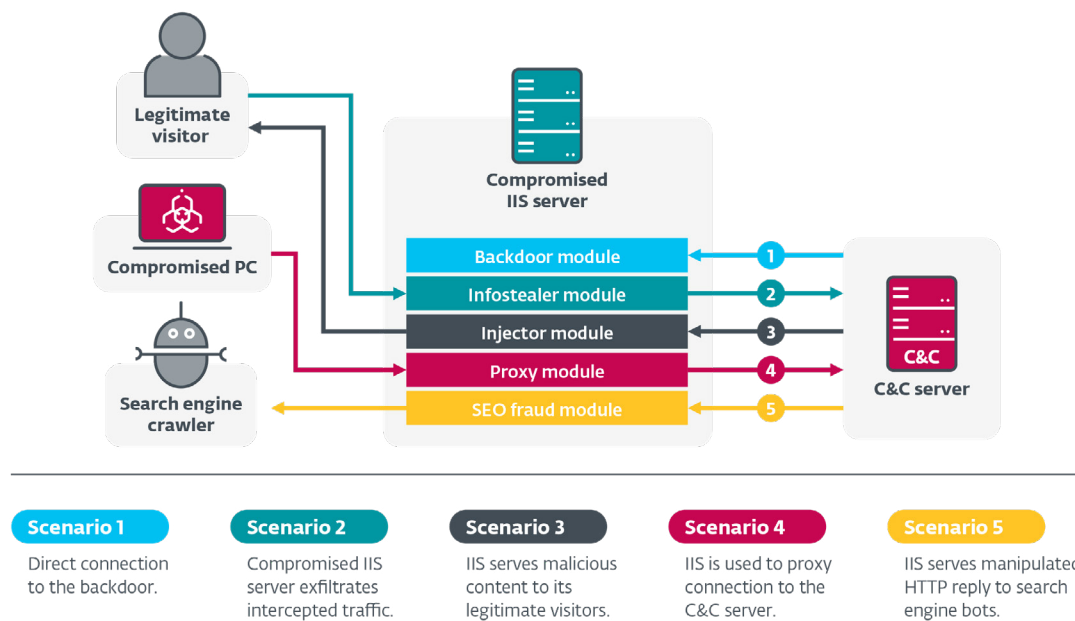 Legitimate
visitor
Compromised
IIS server
Compromised PC
Backdoor module
1
Infostealer module
2
Injector module
3
Proxy module
4
SEO fraud module
5
C&C
C&C server
Search engine
crawler
Scenario 1
Direct connection
to the backdoor.
Scenario 2
Compromised IIS
server exfiltrates
intercepted traffic.
Scenario 3
IIS serves malicious
content to its
legitimate visitors.
Scenario 4
IIS is used to proxy
connection to the
C&C server.
Scenario 5
IIS serves manipulated
HTTP reply to search
engine bots.